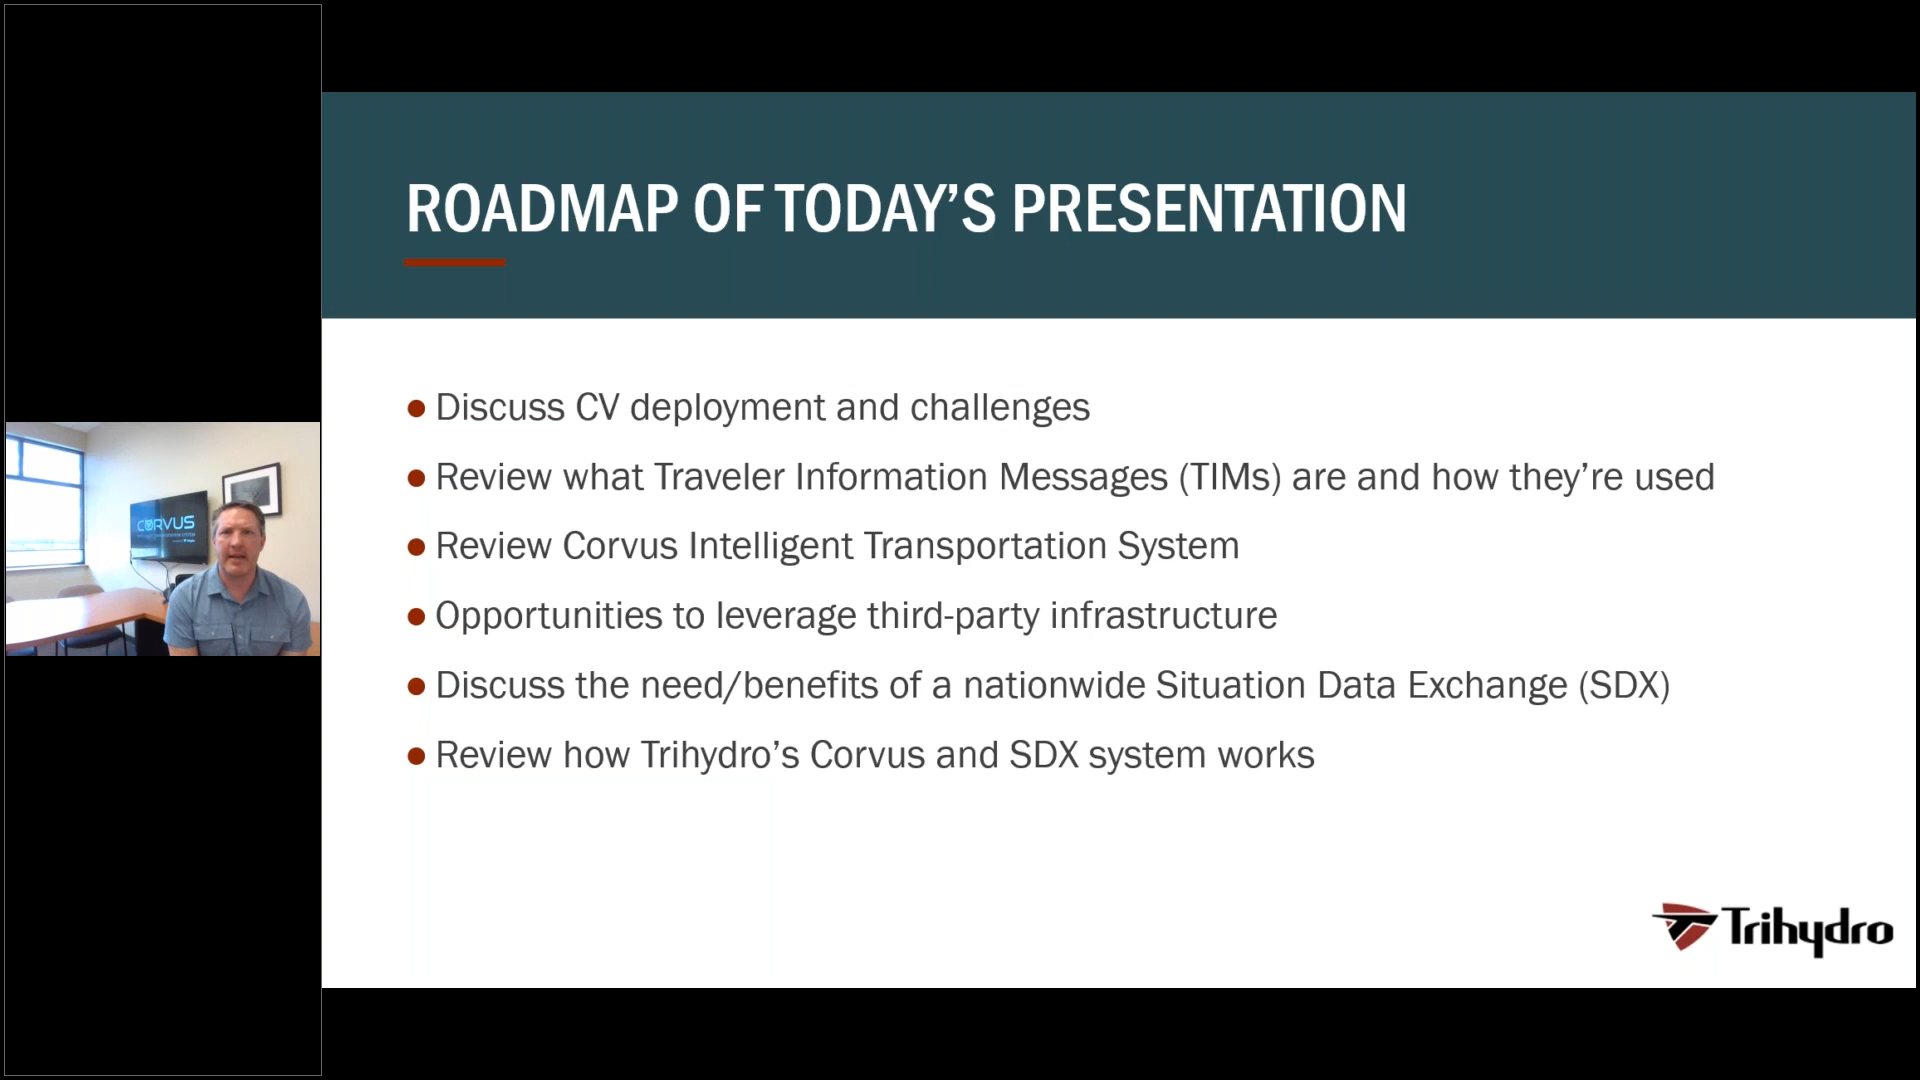 CORVUS
ROADMAP OF TODAY’S PRESENTATION
● Discuss CV deployment and challenges
● Review what Traveler Information Messages (TIMs) are and how they’re used
● Review Corvus Intelligent Transportation System
● Opportunities to leverage third-party infrastructure
● Discuss the need/benefits of a nationwide Situation Data Exchange (SDX)
● Review how Trihydro’s Corvus and SDX system works
Trihydro